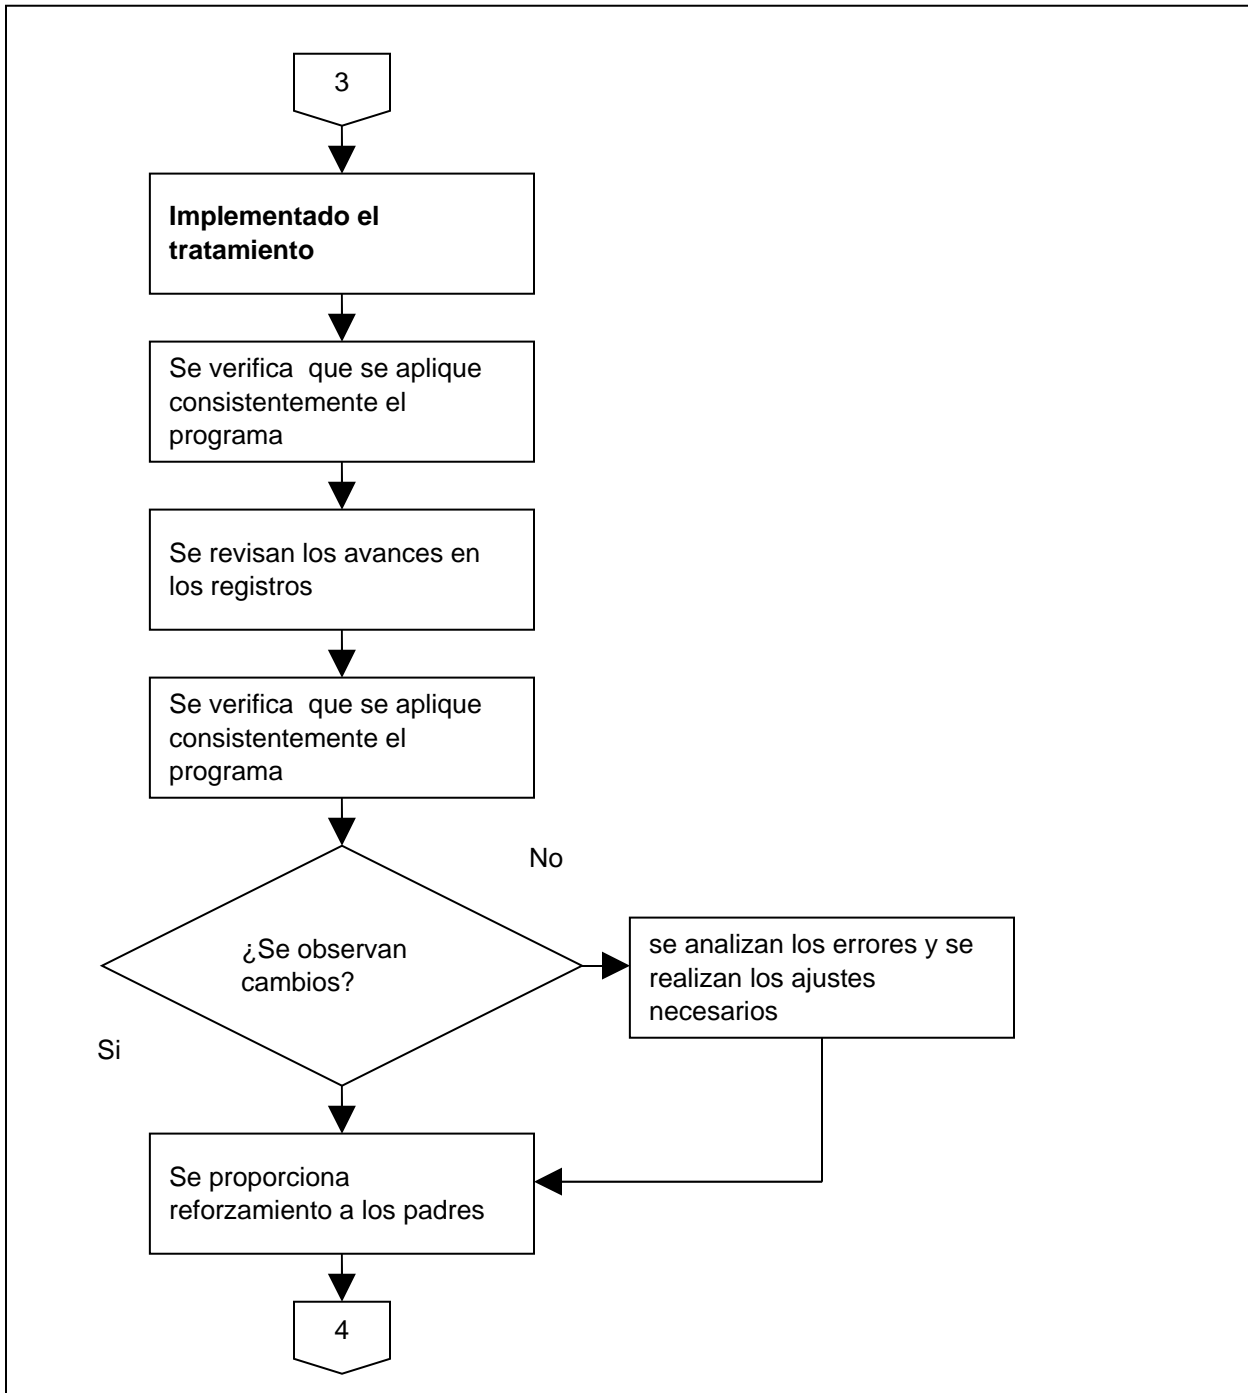 3
Implementado el
tratamiento
Se verifica  que se aplique
consistentemente el
programa
Se revisan los avances en
los registros
Se verifica  que se aplique
consistentemente el
programa
No
¿Se observan
cambios?
se analizan los errores y se
realizan los ajustes
necesarios
Si
Se proporciona
reforzamiento a los padres
4